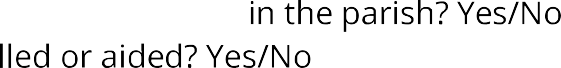 in the parish? Yes/No
lled or aided? Yes/No